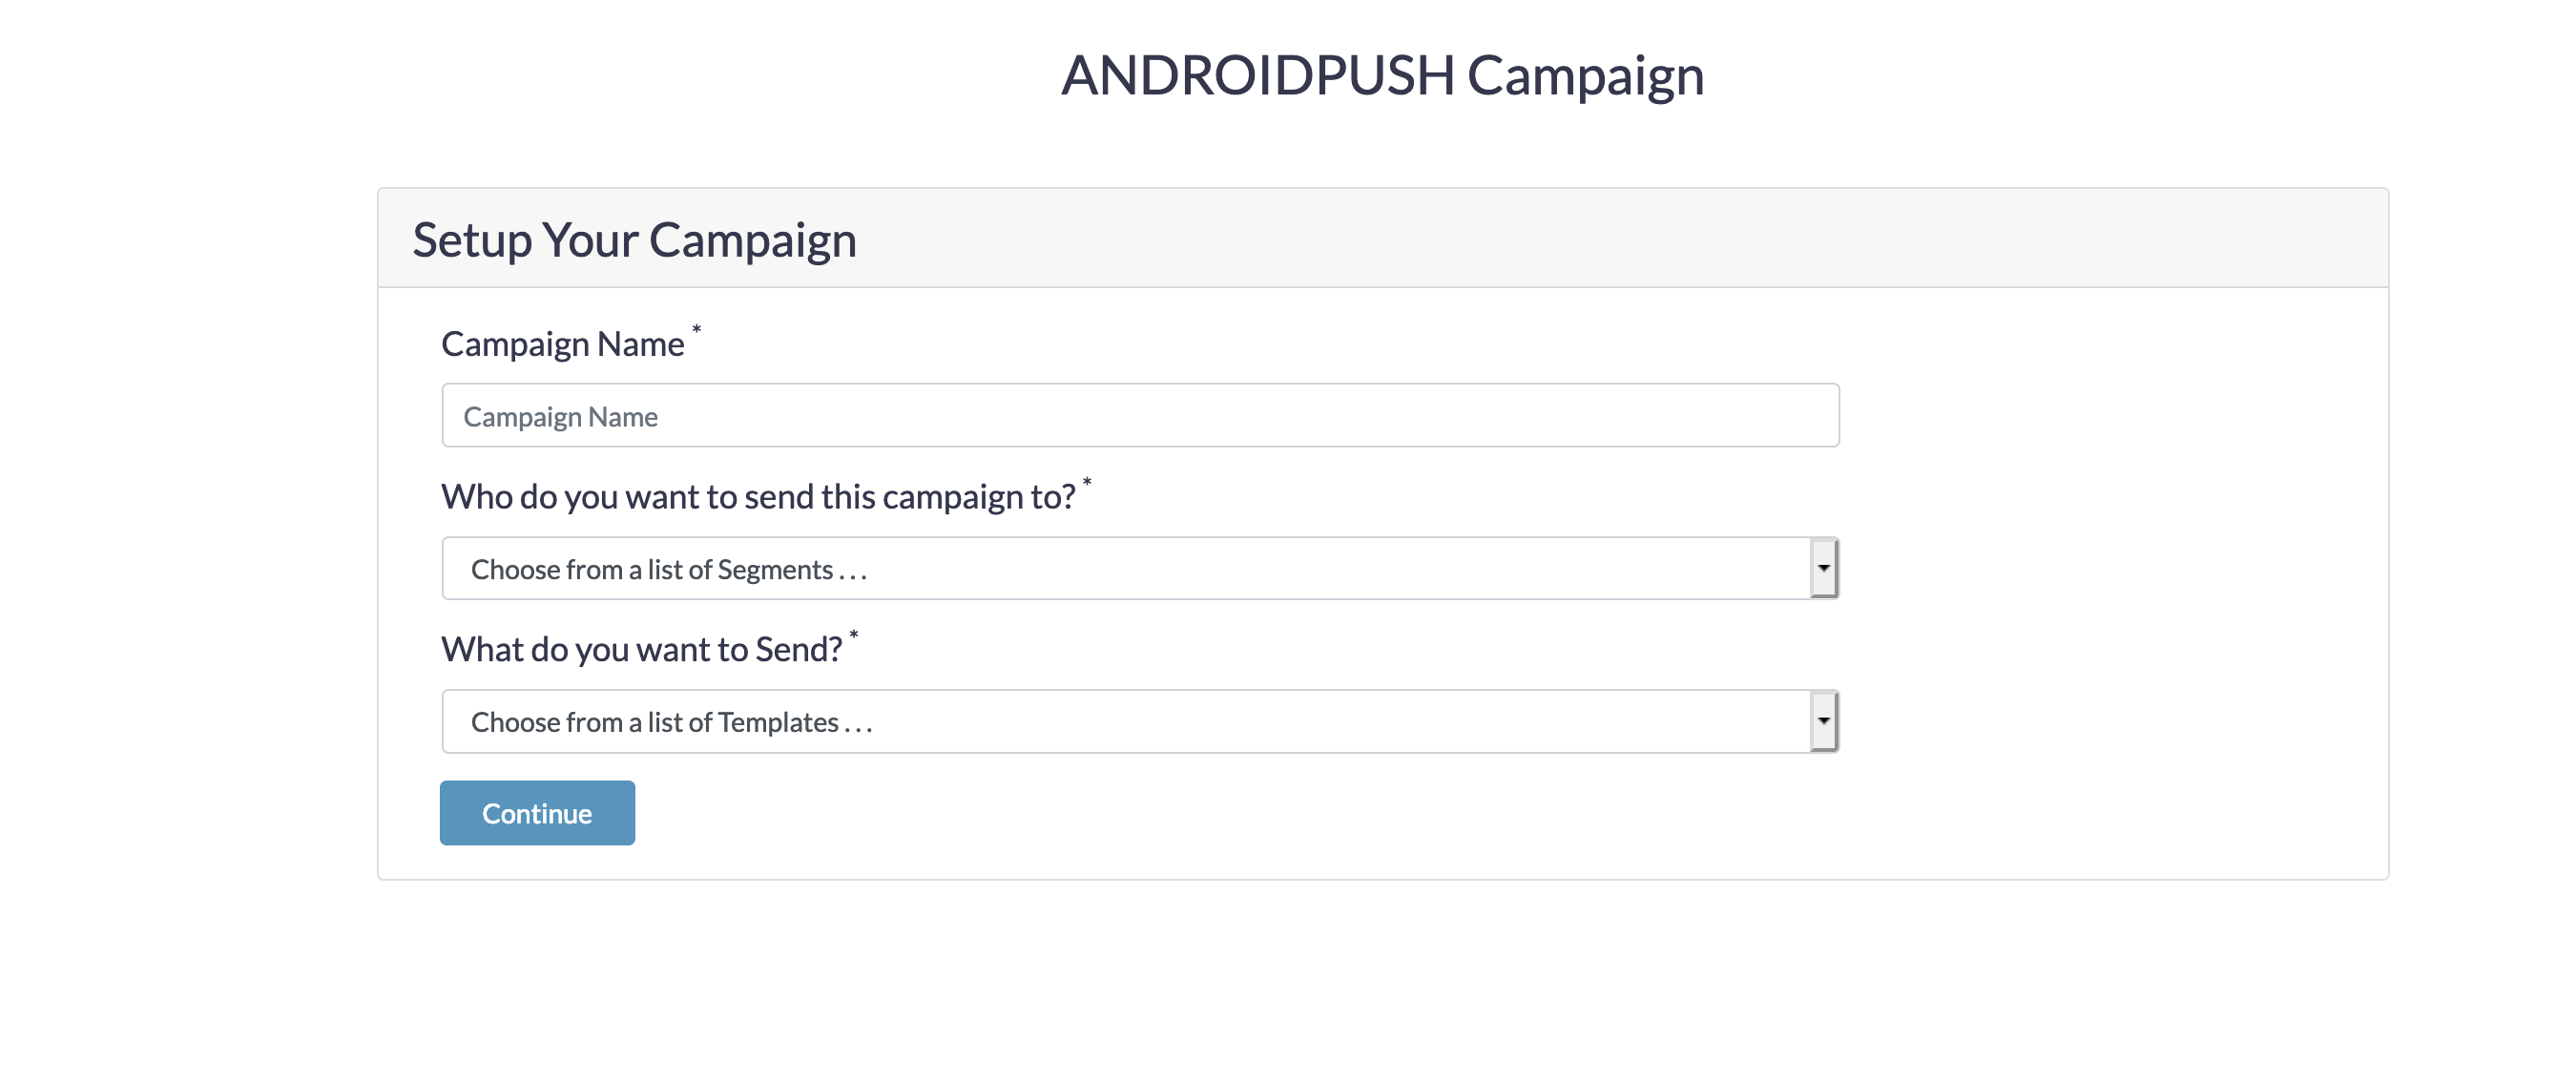 ANDROIDPUSH Campaign
Setup Your Campaign
Campaign Name *
Campaign Name
Who do you want to send this campaign to? *
Choose from a list of Segments . . .
What do you want to Send? *
Choose from a list of Templates . . .
Continue